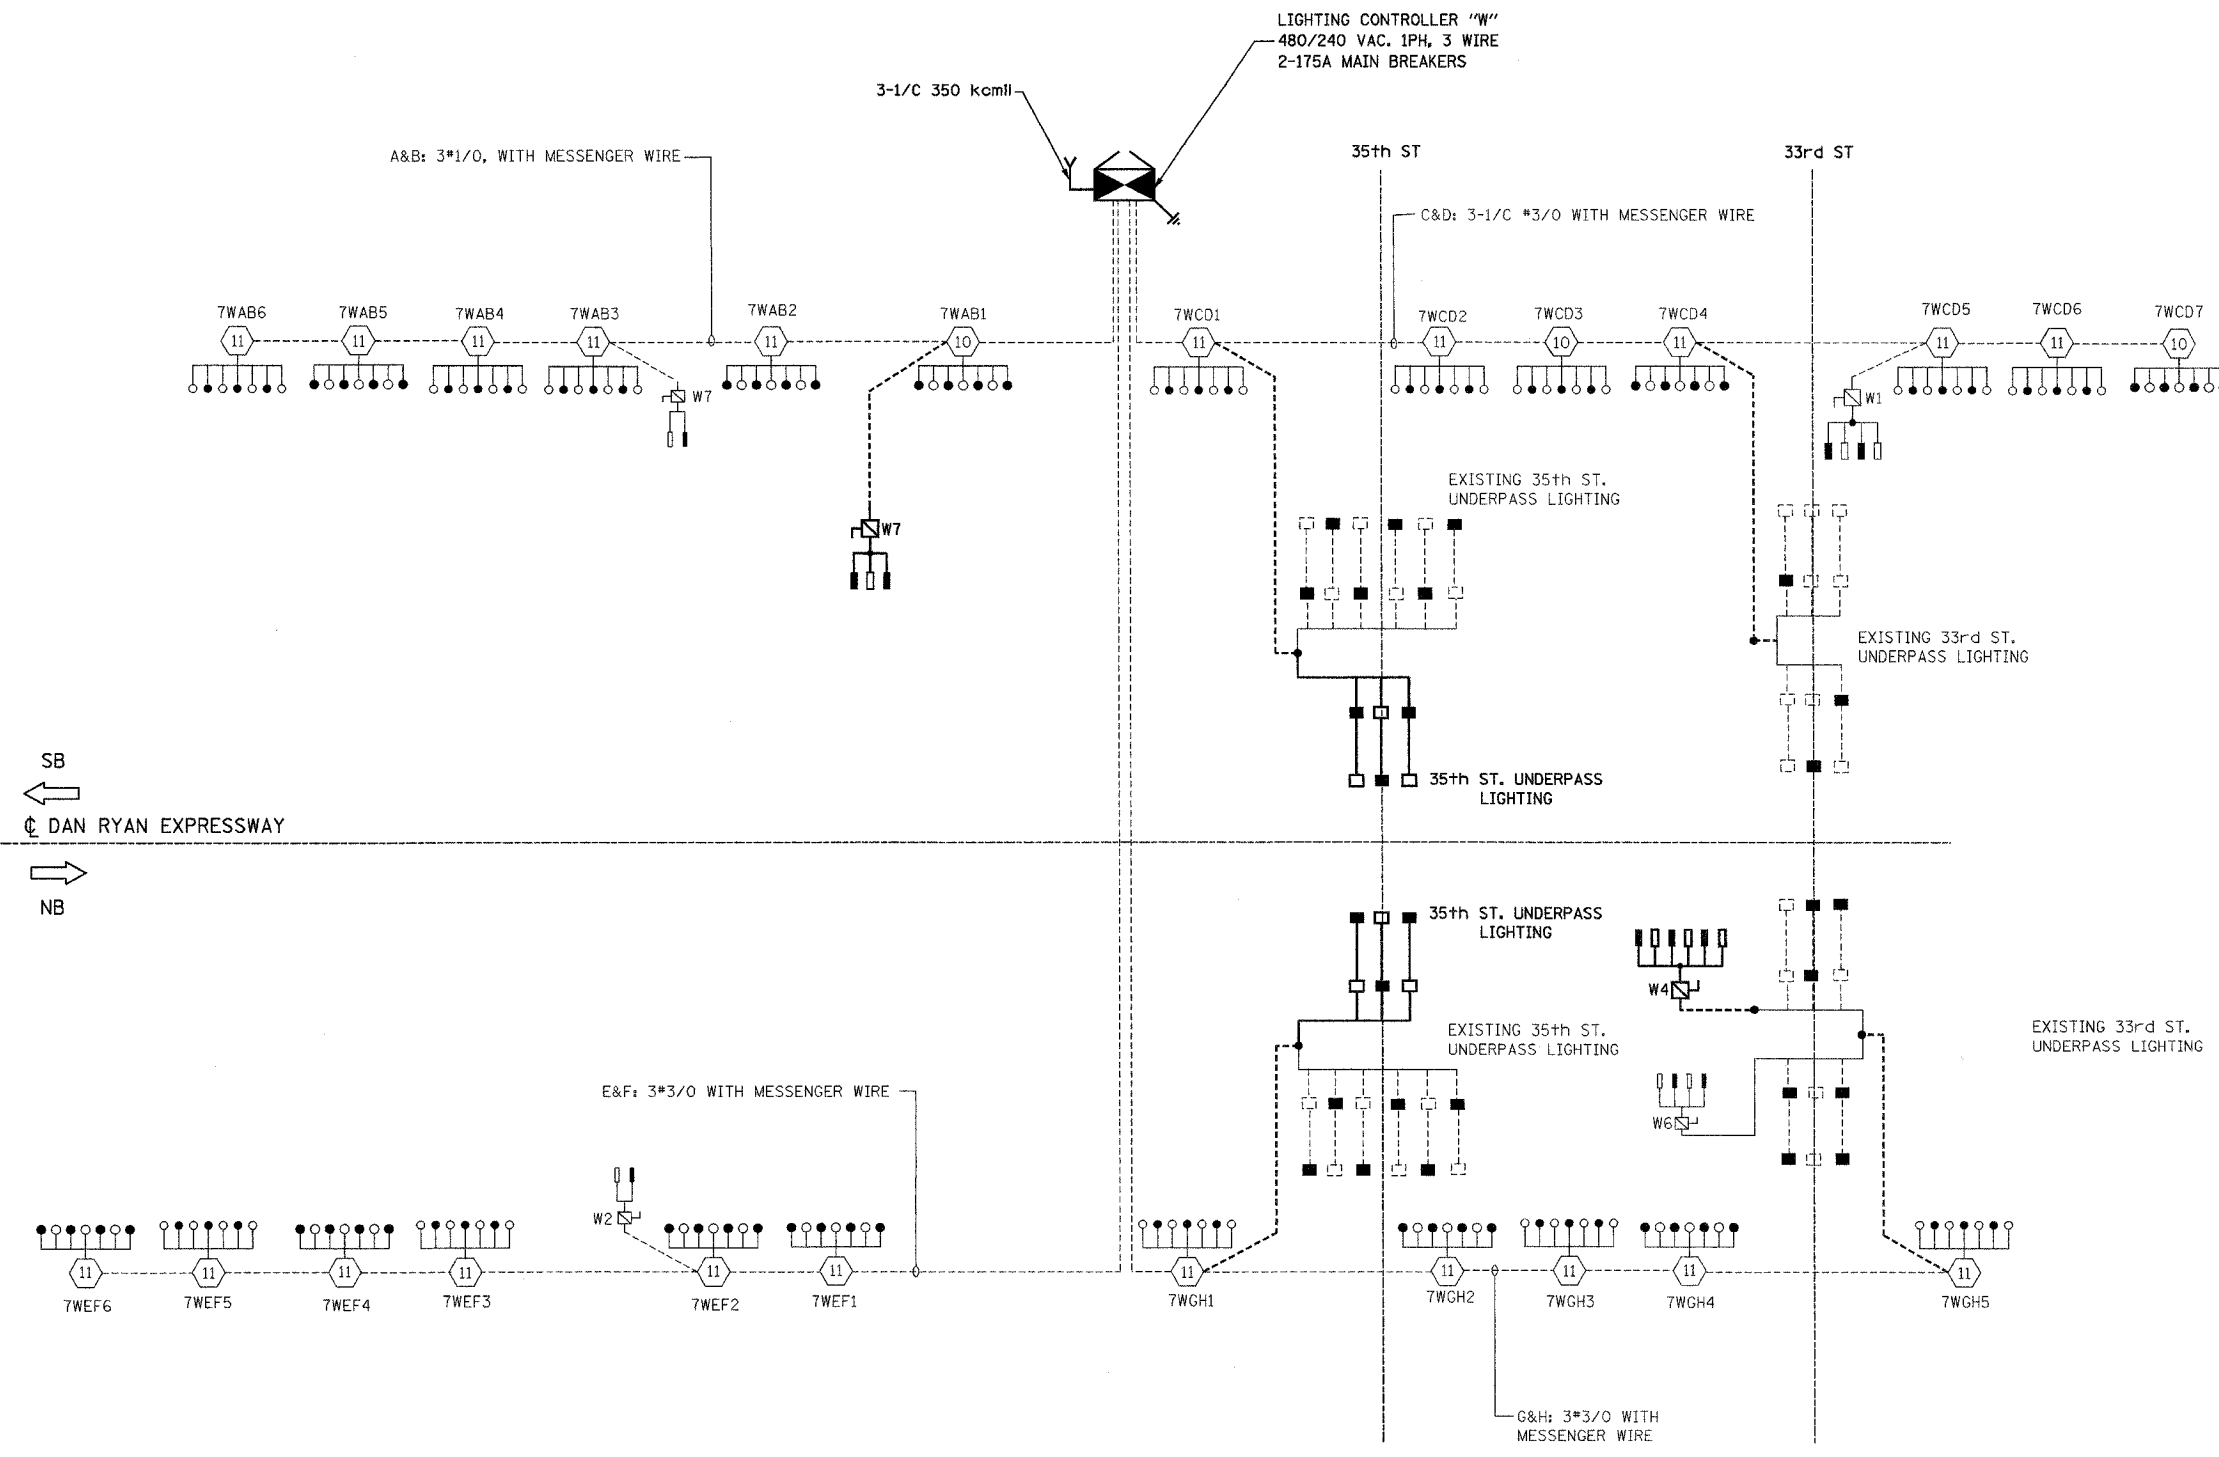 LIGHTING CONTROLLER "W"
480/240 VAC. 1PH, 3 WIRE
2-175A MAIN BREAKERS
3-1/C 350 kcmil
A&B: 3#1/0, WITH MESSENGER WIRE
35th ST
33rd ST
C&D: 3-1/C #3/0 WITH MESSENGER WIRE
7WAB6
7WAB5
7WAB4
7WAB3
7WAB2
7WAB1
7WCD1
7WCD2
7WCD3
7WCD4
7WCD5
7WCD6
7WCD7
11
11
11
11
11
10
11
11
10
11
11
11
10
W7
W1
EXISTING 35th ST.
UNDERPASS LIGHTING
W7
EXISTING 33rd ST.
UNDERPASS LIGHTING
SB
35th ST. UNDERPASS
LIGHTING
℄ DAN RYAN EXPRESSWAY
NB
35th ST. UNDERPASS
LIGHTING
W4
EXISTING 35th ST.
UNDERPASS LIGHTING
EXISTING 33rd ST.
UNDERPASS LIGHTING
E&F: 3#3/0 WITH MESSENGER WIRE
W6
W2
11
11
11
11
11
11
11
11
11
11
11
7WEF6
7WEF5
7WEF4
7WEF3
7WEF2
7WEF1
7WGH1
7WGH2
7WGH3
7WGH4
7WGH5
G&H: 3#3/0 WITH
MESSENGER WIRE